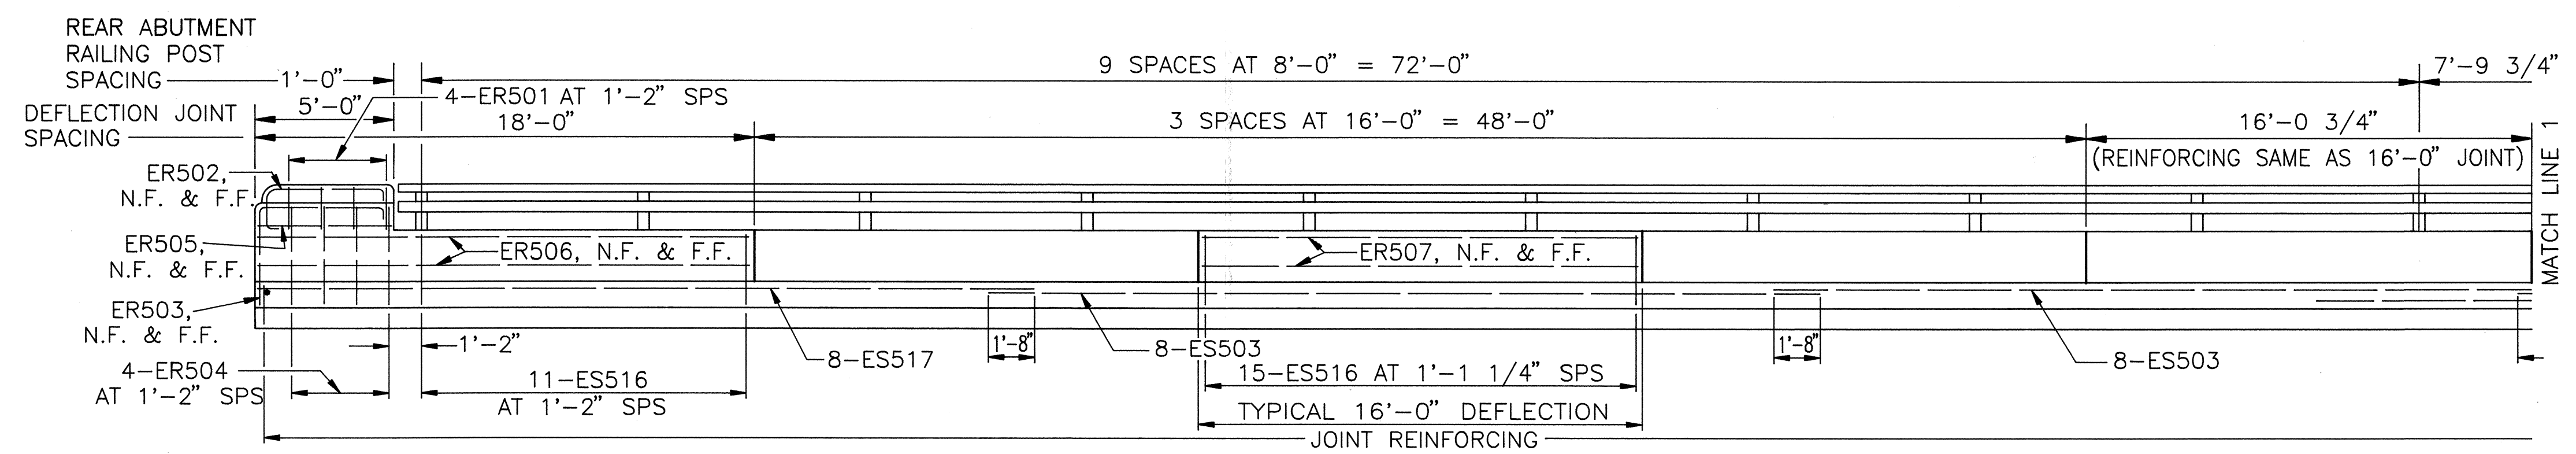 REAR ABUTMENT
RAILING POST
SPACING
1'-0"
9 SPACES AT 8'-0" = 72'-0"
7'-9 3/4"
DEFLECTION JOINT
SPACING
5'-0"
4-ER501 AT 1'-2" SPS
18'-0"
3 SPACES AT 16'-0" = 48'-0"
16'-0 3/4"
(REINFORCING SAME AS 16'-0" JOINT)
MATCH LINE 1
ER502,
N.F. & F.F.
ER505,
N.F. & F.F.
ER506, N.F. & F.F.
ER507, N.F. & F.F.
ER503,
N.F. & F.F.
1'-2"
8-ES517
1'-8"
8-ES503
1'-8"
8-ES503
4-ER504
AT 1'-2" SPS
11-ES516
AT 1'-2" SPS
15-ES516 AT 1'-1 1/4" SPS
TYPICAL 16'-0" DEFLECTION
JOINT REINFORCING